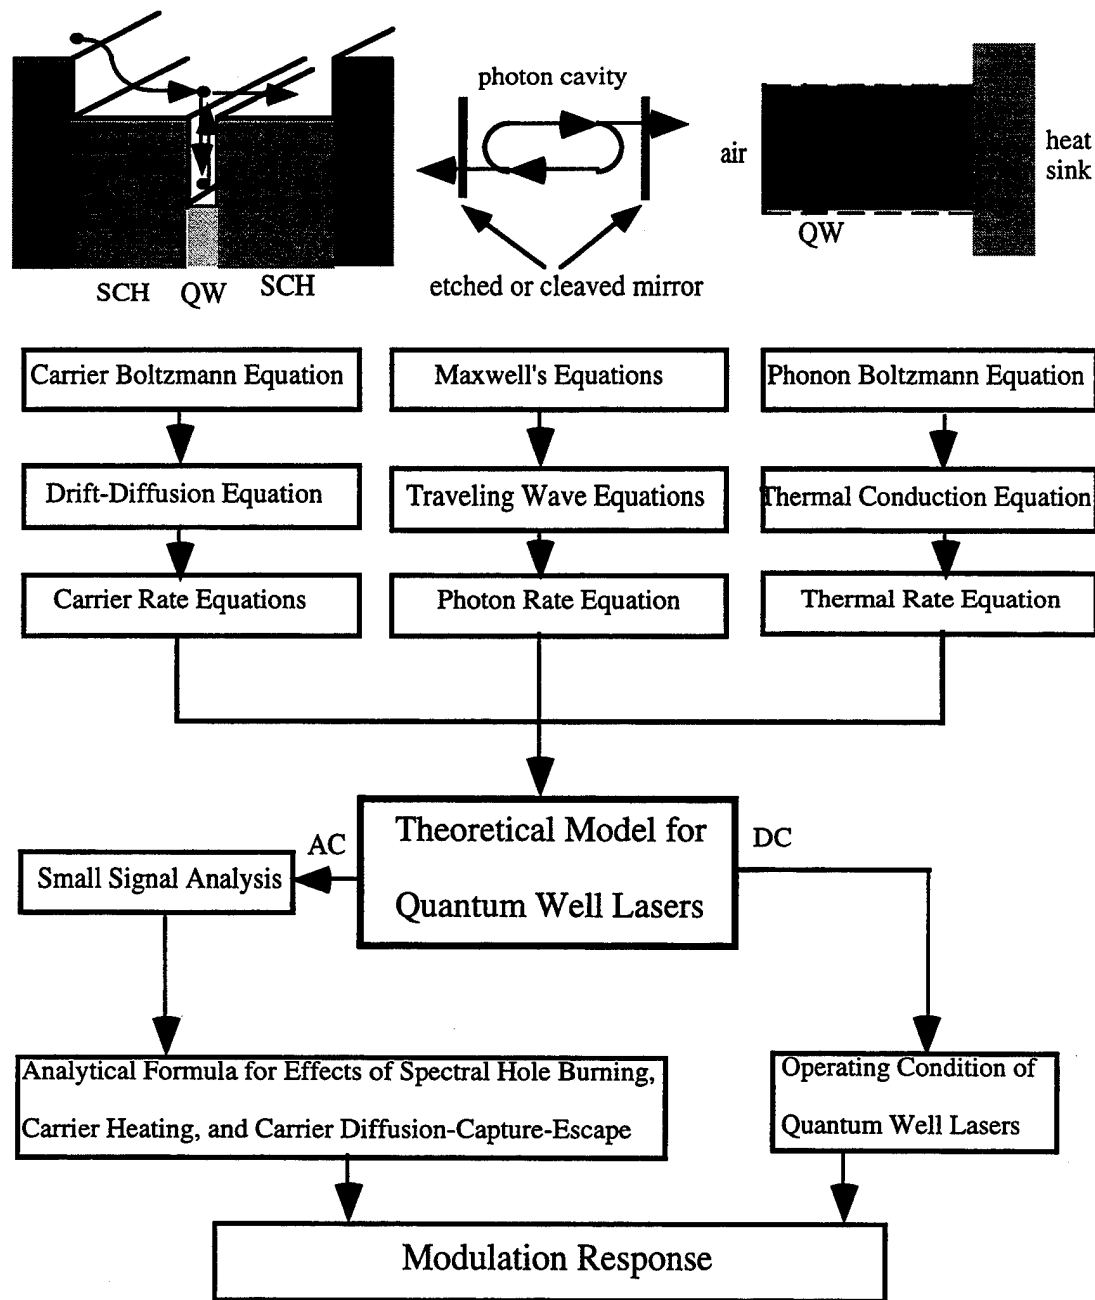 photon cavity
air
heat
sink
QW
SCH QW SCH
etched or cleaved mirror
Carrier Boltzmann Equation
Maxwell's Equations
Phonon Boltzmann Equation
Drift-Diffusion Equation
Traveling Wave Equations
Thermal Conduction Equation
Carrier Rate Equations
Photon Rate Equation
Thermal Rate Equation
Theoretical Model for
Quantum Well Lasers
AC
DC
Small Signal Analysis
Analytical Formula for Effects of Spectral Hole Burning,
Carrier Heating, and Carrier Diffusion-Capture-Escape
Operating Condition of
Quantum Well Lasers
Modulation Response